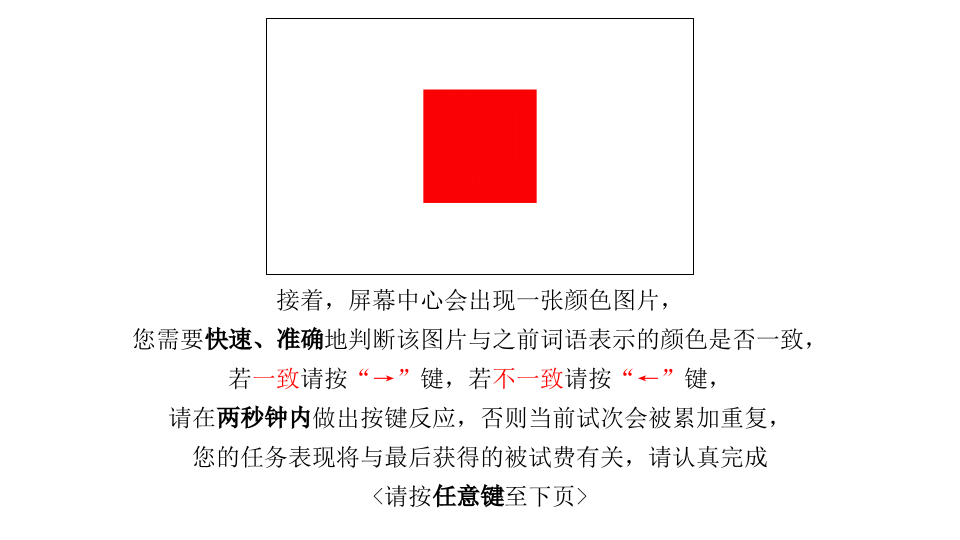 接着，屏幕中心会出现一张颜色图片，
您需要快速、准确地判断该图片与之前词语表示的颜色是否一致，
若一致请按“→”键，若不一致请按“←”键，
请在两秒钟内做出按键反应，否则当前试次会被累加重复，
您的任务表现将与最后获得的被试费有关，请认真完成
<请按任意键至下页>